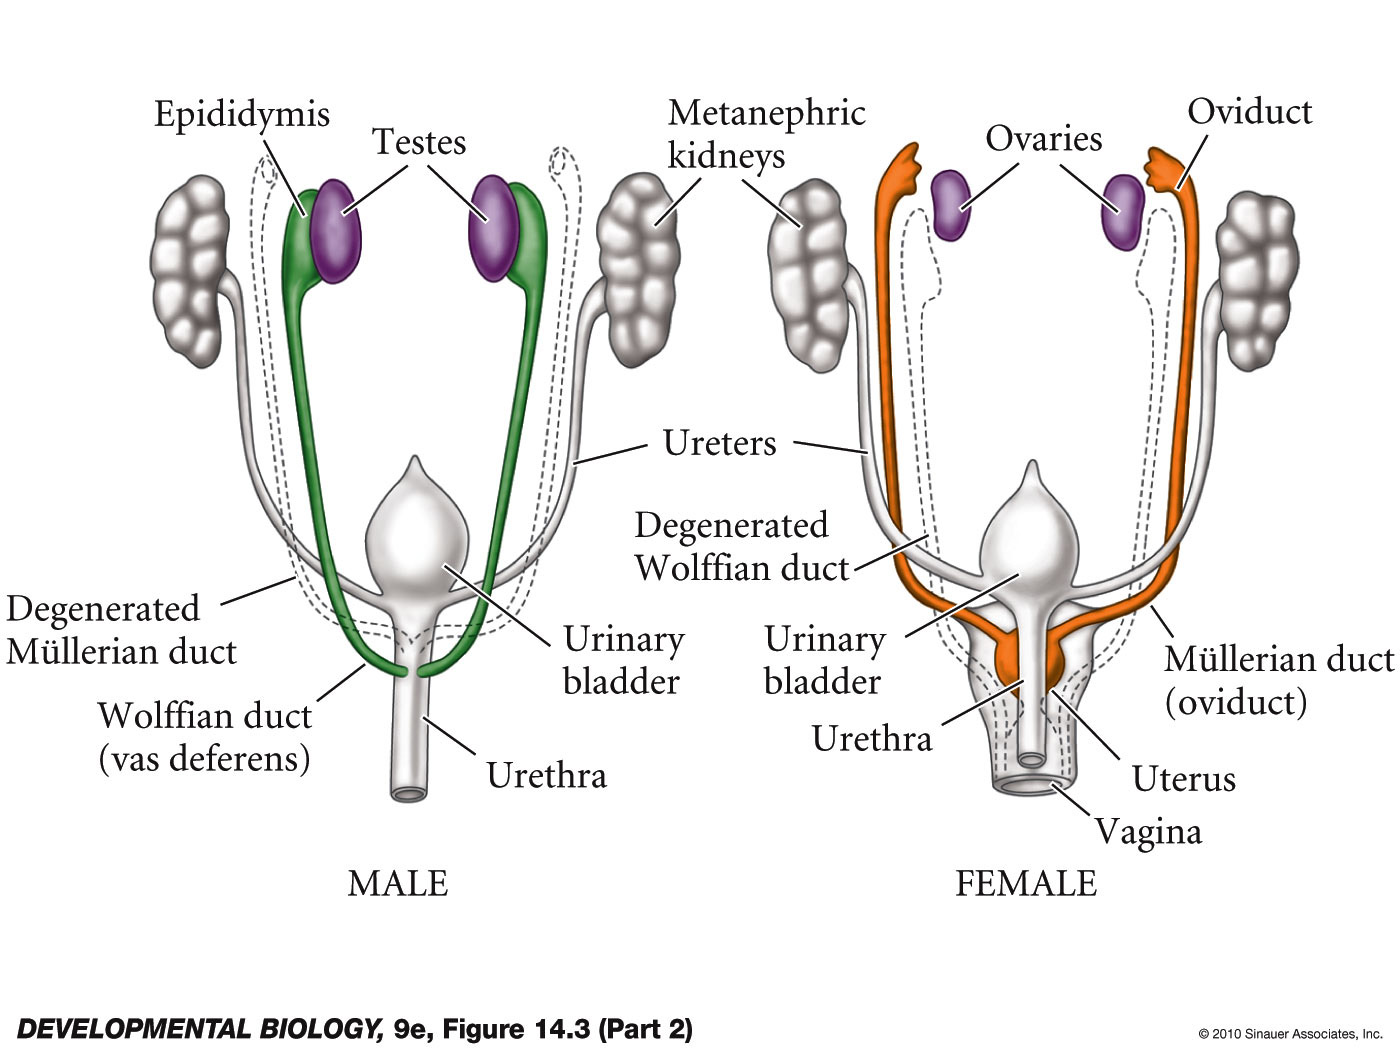 Epididymis
Testes
Metanephric
kidneys
Ovaries
Oviduct
Ureters
Degenerated
Wolffian duct
Degenerated
Müllerian duct
Urinary
bladder
Urinary
bladder
Müllerian duct
(oviduct)
Wolffian duct
(vas deferens)
Urethra
Urethra
Uterus
Vagina
MALE
FEMALE
DEVELOPMENTAL BIOLOGY, 9e, Figure 14.3 (Part 2)
© 2010 Sinauer Associates, Inc.